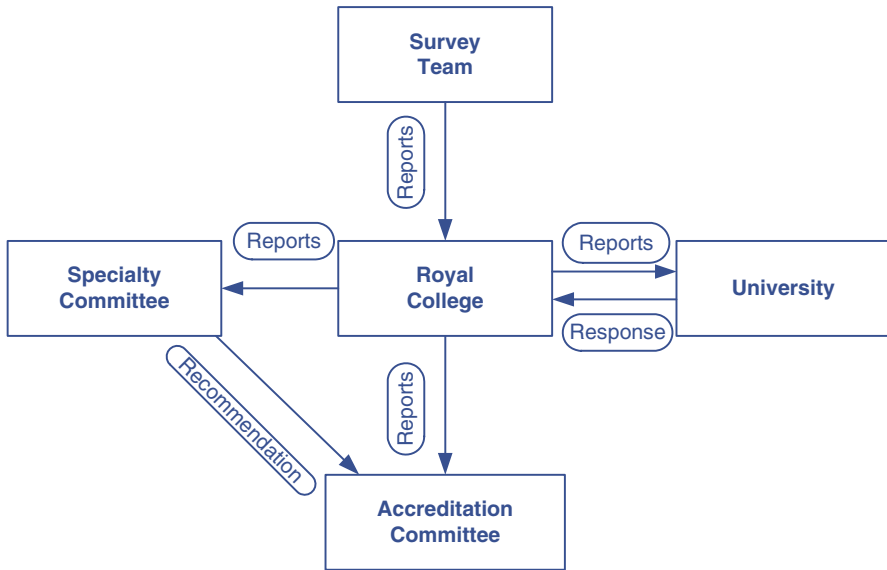 Survey
Team
Reports
Reports
Reports
Specialty
Committee
Royal
College
University
Response
Recommendation
Reports
Accreditation
Committee